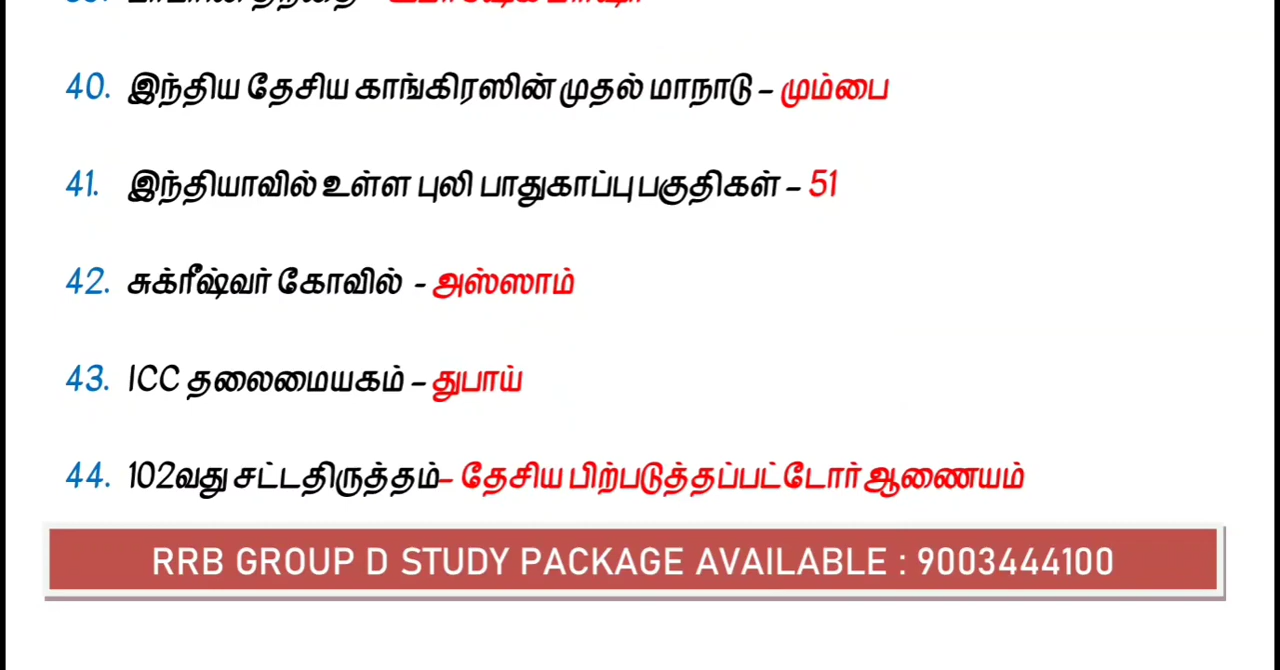 40. இந்திய தேசிய காங்கிரஸின் முதல் மாநாடு – மும்பை
41. இந்தியாவில் உள்ள புலி பாதுகாப்பு பகுதிகள் – 51
42. சுக்ரீஷ்வர் கோவில் - அஸ்ஸாம்
43. ICC தலைமையகம் – துபாய்
44. 102வது சட்டதிருத்தம்– தேசிய பிற்படுத்தப்பட்டோர் ஆணையம்
RRB GROUP D STUDY PACKAGE AVAILABLE : 9003444100